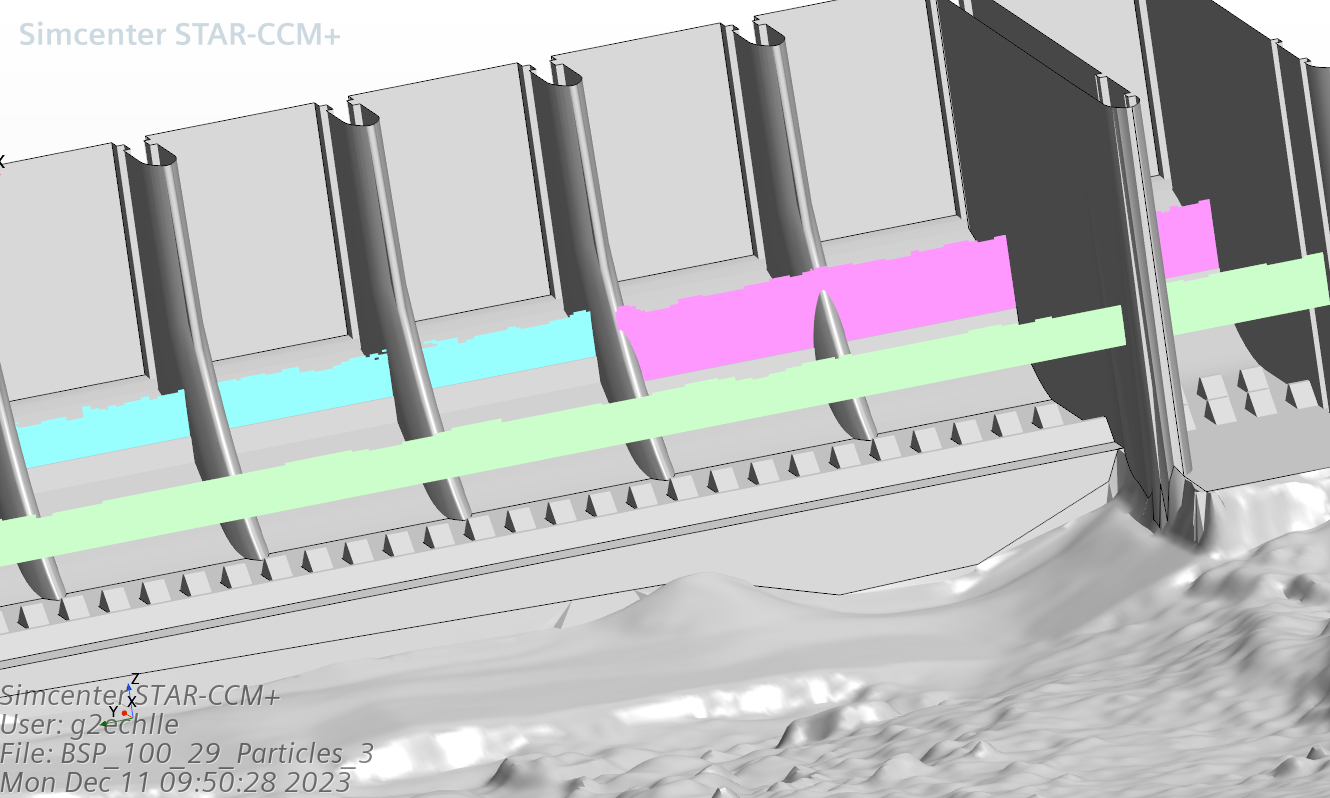 Simcenter STAR-CCM+
X
Z
X
Y
Simcenter STAR-CCM+
User: g2echlle
File: BSP_100_29_Particles_3
Mon Dec 11 09:50:28 2023